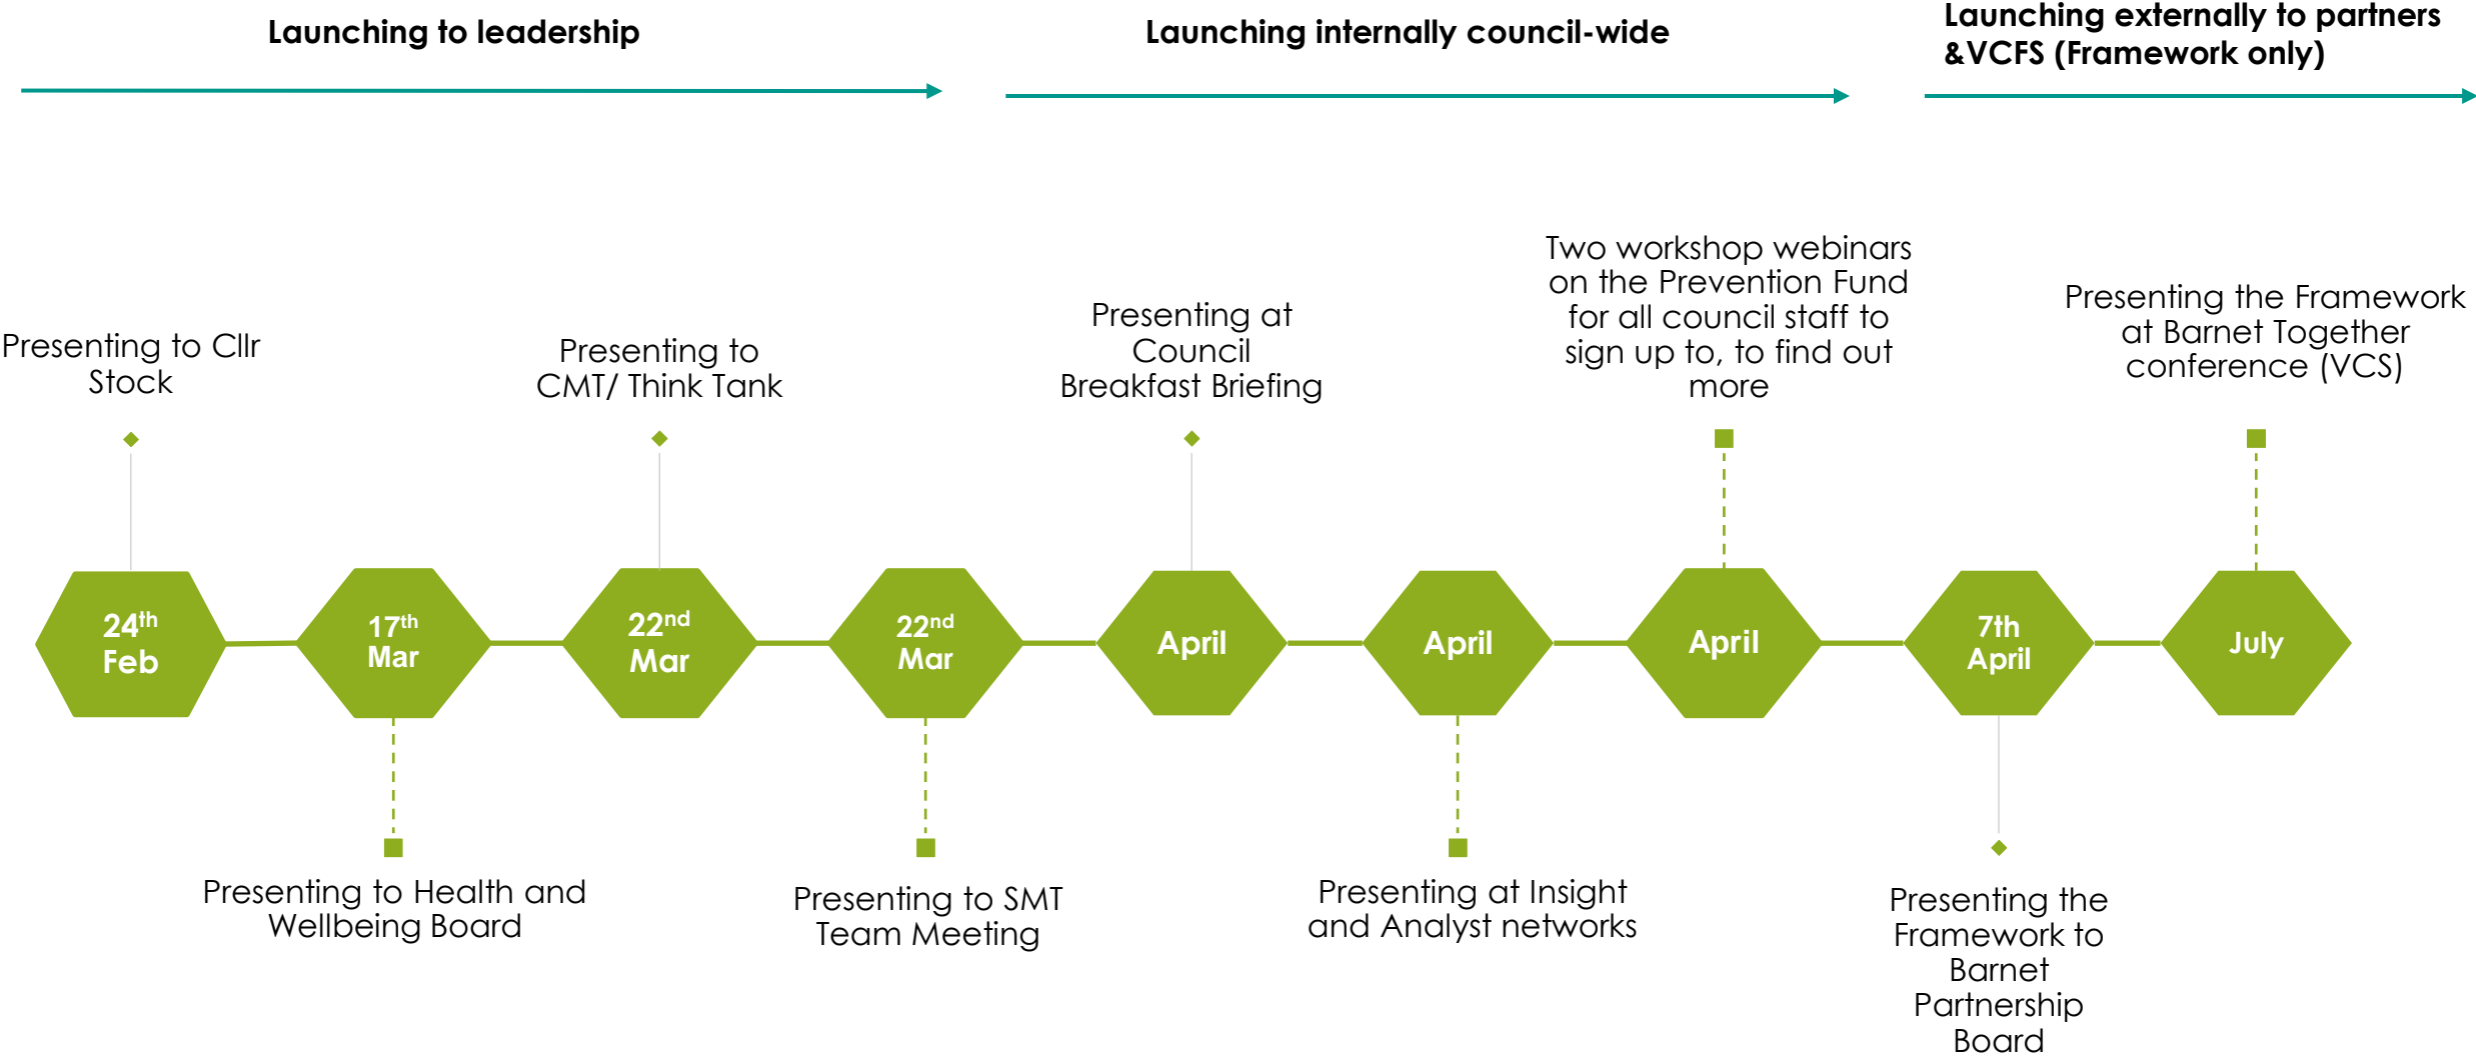 Launching to leadership
Launching internally council-wide
Launching externally to partners
&VCFS (Framework only)
Presenting to Cllr
Stock
Presenting to
CMT/ Think Tank
Presenting at
Council
Breakfast Briefing
Two workshop webinars
on the Prevention Fund
for all council staff to
sign up to, to find out
more
Presenting the Framework
at Barnet Together
conference (VCS)
24th
Feb
17th
Mar
22nd
Mar
22nd
Mar
April
April
April
7th
April
July
Presenting to Health and
Wellbeing Board
Presenting to SMT
Team Meeting
Presenting at Insight
and Analyst networks
Presenting the
Framework to
Barnet
Partnership
Board